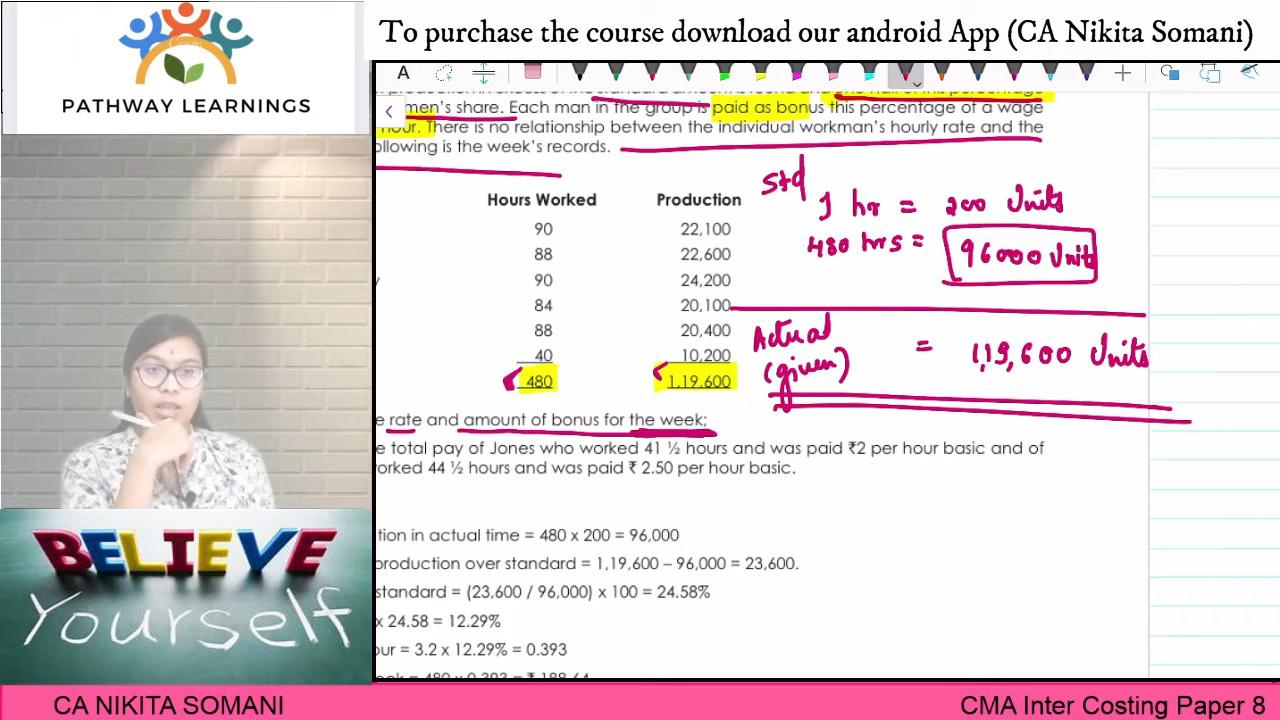 To purchase the course download our android App (CA Nikita Somani)
PATHWAY LEARNINGS
A
men's share. Each man in the group is paid as bonus this percentage of a wage
hour. There is no relationship between the individual workman's hourly rate and the
ollowing is the week's records.
Hours Worked Production
90 22,100
88 22,600
y 90 24,200
84 20,100
88 20,400
40 10,200
480 1,19,600
Std
1 hr = 200 Units
480 hrs = 96000 Units
Actual
(given) = 1,19,600 Units
e rate and amount of bonus for the week;
e total pay of Jones who worked 41 ½ hours and was paid ₹2 per hour basic and of
orked 44 ½ hours and was paid ₹ 2.50 per hour basic.
tion in actual time = 480 x 200 = 96,000
production over standard = 1,19,600 – 96,000 = 23,600.
standard = (23,600 / 96,000) x 100 = 24.58%
x 24.58 = 12.29%
our = 3.2 x 12.29% = 0.393
BELIEVE
Yourself
CA NIKITA SOMANI
CMA Inter Costing Paper 8